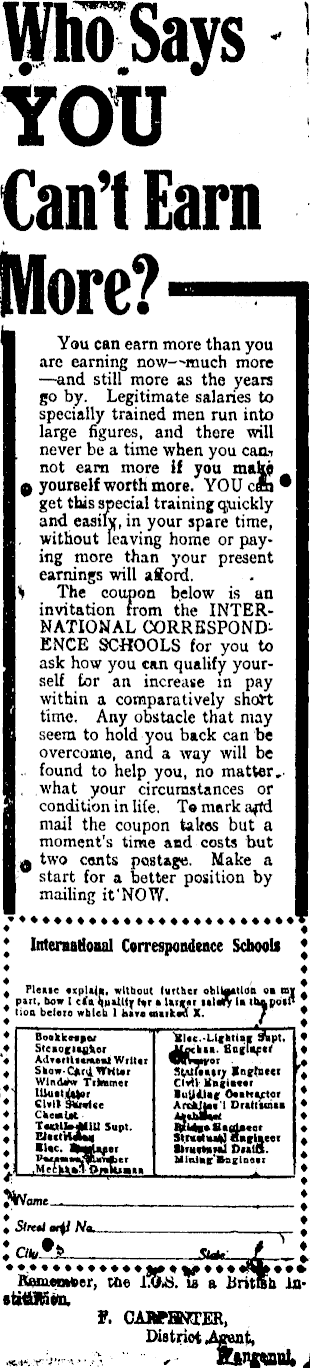 Who Says
YOU
Can't Earn
More?
You can earn more than you
are earning now--much more
—and still more as the years
go by. Legitimate salaries to
specially trained men run into
large figures, and there will
never be a time when you can-
not earn more if you make
yourself worth more. YOU can
get this special training quickly
and easily, in your spare time,
without leaving home or pay-
ing more than your present
earnings will afford.
The coupon below is an
invitation from the INTER-
NATIONAL CORRESPOND-
ENCE SCHOOLS for you to
ask how you can qualify your-
self for an increase in pay
within a comparatively short
time. Any obstacle that may
seem to hold you back can be
overcome, and a way will be
found to help you, no matter
what your circumstances or
condition in life. To mark and
mail the coupon takes but a
moment's time and costs but
two cents postage. Make a
start for a better position by
mailing it NOW.
International Correspondence Schools
Please explain, without further obligation on my
part, how I can qualify for a larger salary in the posi-
tion before which I have marked X.
Bookkeeper
Stenographer
Advertisement Writer
Show-Card Writer
Window Trimmer
Illustrator
Civil Service
Chemist
Textile-Mill Supt.
Electrician
Elec. Engineer
Mechan'l Draftsman
Elec.-Lighting Supt.
Mechan. Engineer
Surveyor
Stationary Engineer
Civil Engineer
Building Contractor
Archite'l Draftsman
Architect
Bridge Engineer
Structural Engineer
Structural Drafts.
Mining Engineer
Name
Street and No.
City State
Remember, the I.C.S. is a British In-
stitution.
F. CARPENTER,
District Agent,
Wanganui.